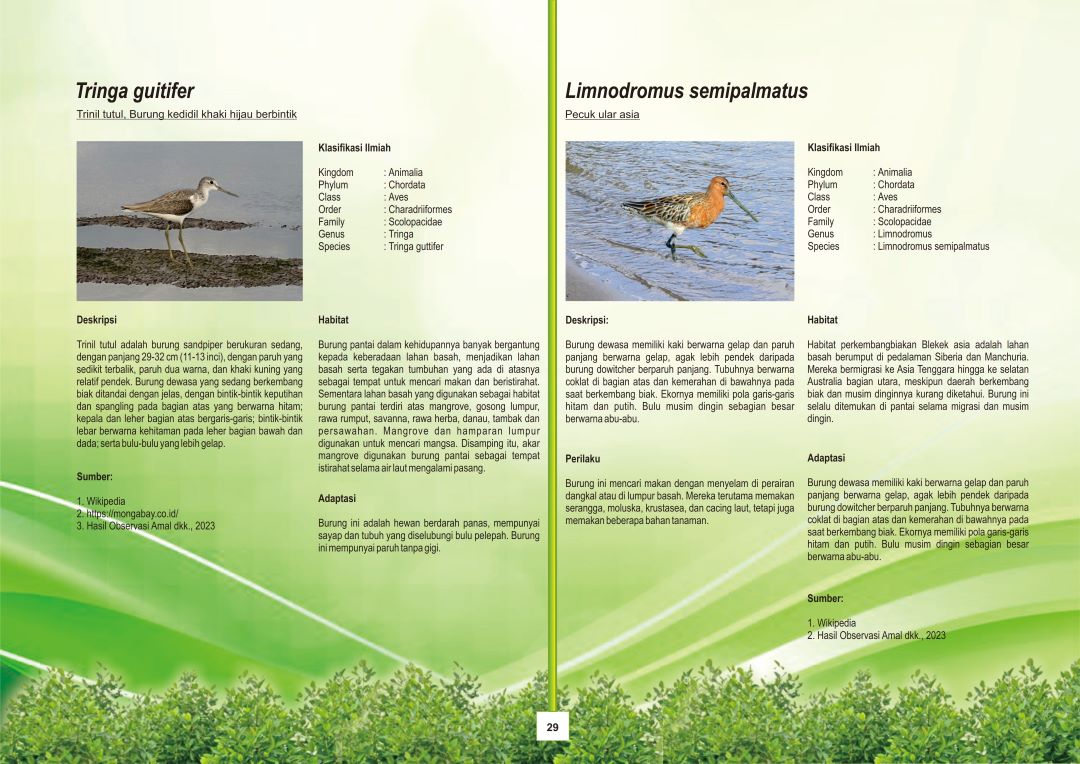 Tringa guitifer
Trinil tutul, Burung kedidil khaki hijau berbintik
Klasifikasi Ilmiah
Kingdom : Animalia
Phylum : Chordata
Class : Aves
Order : Charadriiformes
Family : Scolopacidae
Genus : Tringa
Species : Tringa guttifer
Deskripsi
Trinil tutul adalah burung sandpiper berukuran sedang,
dengan panjang 29-32 cm (11-13 inci), dengan paruh yang
sedikit terbalik, paruh dua warna, dan khaki kuning yang
relatif pendek. Burung dewasa yang sedang berkembang
biak ditandai dengan jelas, dengan bintik-bintik keputihan
dan spangling pada bagian atas yang berwarna hitam;
kepala dan leher bagian atas bergaris-garis; bintik-bintik
lebar berwarna kehitaman pada leher bagian bawah dan
dada; serta bulu-bulu yang lebih gelap.
Sumber:
1. Wikipedia
2. https://mongabay.co.id/
3. Hasil Observasi Amal dkk., 2023
Habitat
Burung pantai dalam kehidupannya banyak bergantung
kepada keberadaan lahan basah, menjadikan lahan
basah serta tegakan tumbuhan yang ada di atasnya
sebagai tempat untuk mencari makan dan beristirahat.
Sementara lahan basah yang digunakan sebagai habitat
burung pantai terdiri atas mangrove, gosong lumpur,
rawa rumput, savanna, rawa herba, danau, tambak dan
persawahan. Mangrove dan hamparan lumpur
digunakan untuk mencari mangsa. Disamping itu, akar
mangrove digunakan burung pantai sebagai tempat
istirahat selama air laut mengalami pasang.
Adaptasi
Burung ini adalah hewan berdarah panas, mempunyai
sayap dan tubuh yang diselubungi bulu pelepah. Burung
ini mempunyai paruh tanpa gigi.
Limnodromus semipalmatus
Pecuk ular asia
Klasifikasi Ilmiah
Kingdom : Animalia
Phylum : Chordata
Class : Aves
Order : Charadriiformes
Family : Scolopacidae
Genus : Limnodromus
Species : Limnodromus semipalmatus
Deskripsi:
Burung dewasa memiliki kaki berwarna gelap dan paruh
panjang berwarna gelap, agak lebih pendek daripada
burung dowitcher berparuh panjang. Tubuhnya berwarna
coklat di bagian atas dan kemerahan di bawahnya pada
saat berkembang biak. Ekornya memiliki pola garis-garis
hitam dan putih. Bulu musim dingin sebagian besar
berwarna abu-abu.
Perilaku
Burung ini mencari makan dengan menyelam di perairan
dangkal atau di lumpur basah. Mereka terutama memakan
serangga, moluska, krustasea, dan cacing laut, tetapi juga
memakan beberapa bahan tanaman.
Habitat
Habitat perkembangbiakan Blekek asia adalah lahan
basah berumput di pedalaman Siberia dan Manchuria.
Mereka bermigrasi ke Asia Tenggara hingga ke selatan
Australia bagian utara, meskipun daerah berkembang
biak dan musim dinginnya kurang diketahui. Burung ini
selalu ditemukan di pantai selama migrasi dan musim
dingin.
Adaptasi
Burung dewasa memiliki kaki berwarna gelap dan paruh
panjang berwarna gelap, agak lebih pendek daripada
burung dowitcher berparuh panjang. Tubuhnya berwarna
coklat di bagian atas dan kemerahan di bawahnya pada
saat berkembang biak. Ekornya memiliki pola garis-garis
hitam dan putih. Bulu musim dingin sebagian besar
berwarna abu-abu.
Sumber:
1. Wikipedia
2. Hasil Observasi Amal dkk., 2023
29